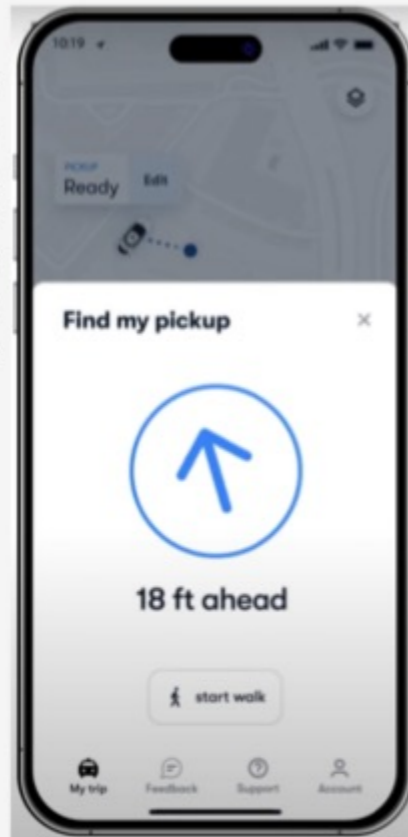 10:19
PICKUP
Ready
Edit
Find my pickup
18 ft ahead
start walk
My trip
Feedback
Support
Account